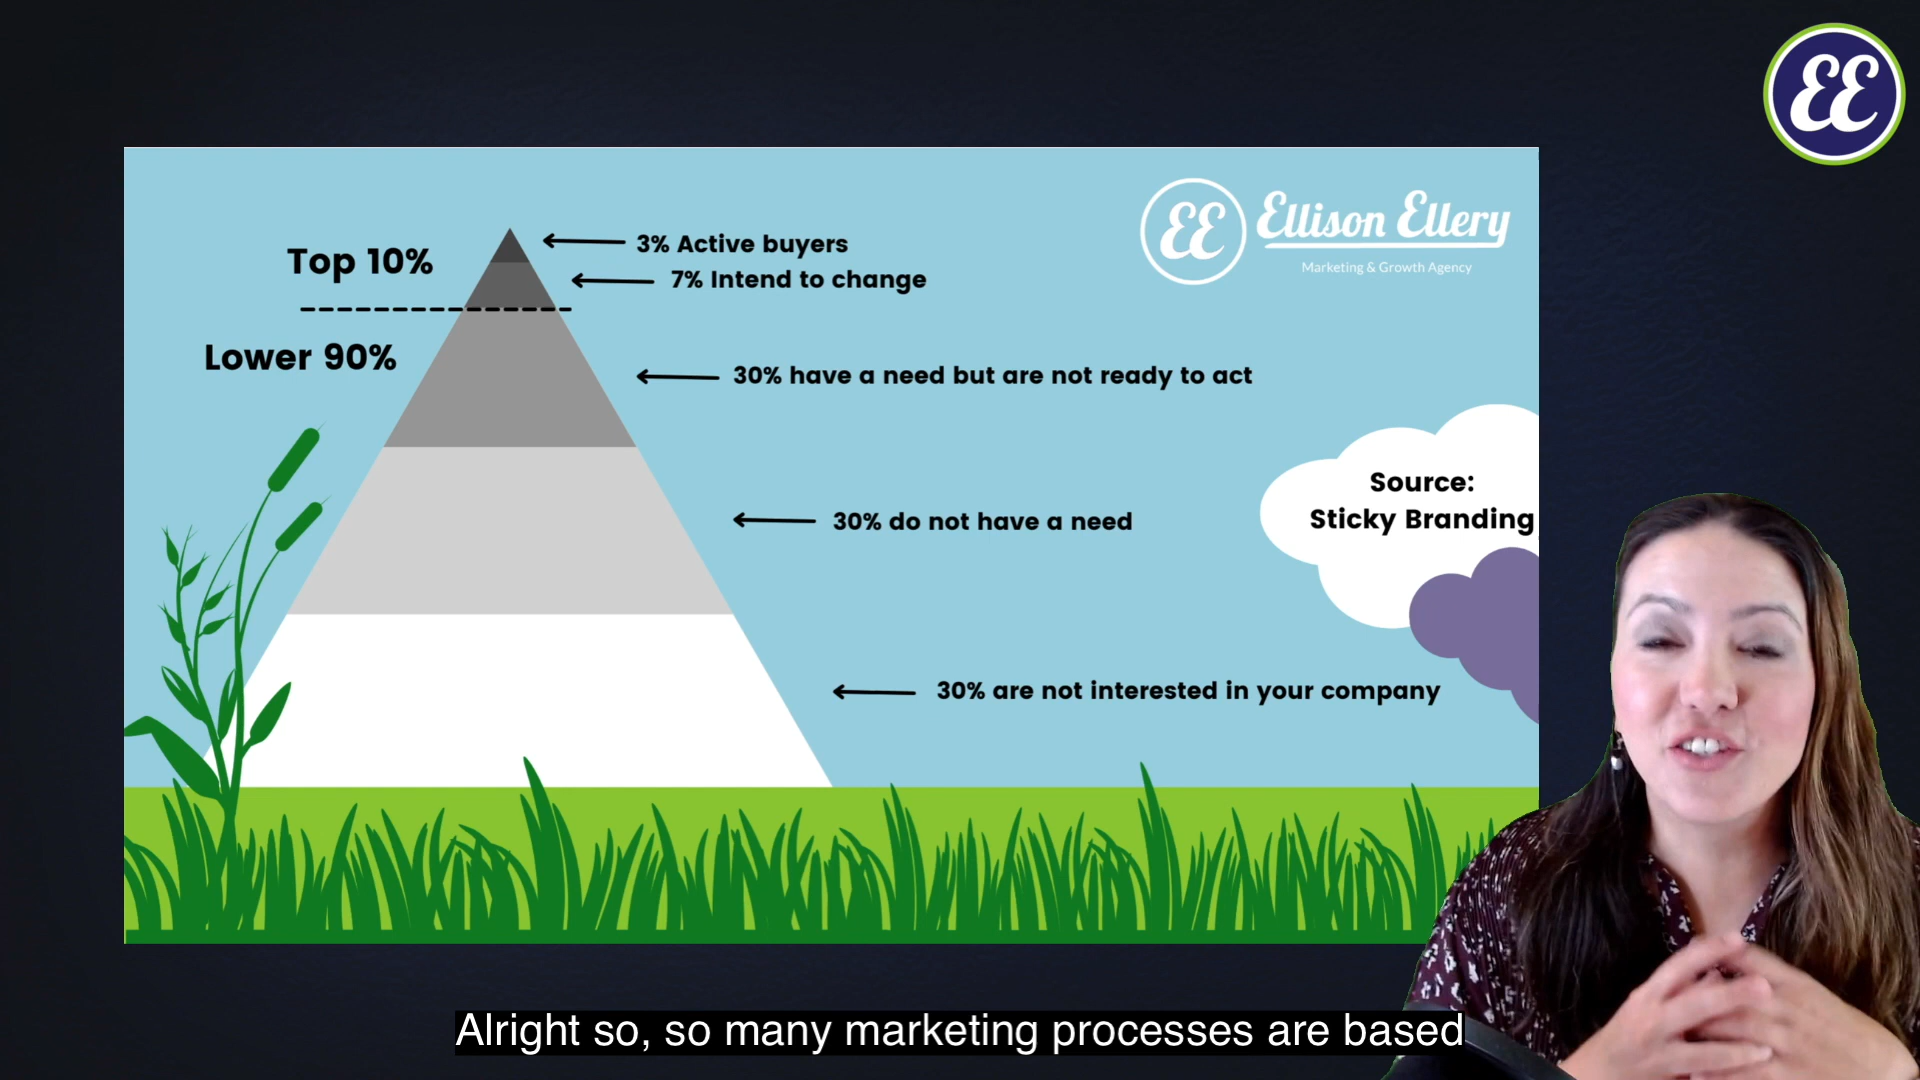 EE
EE Ellison Ellery
Marketing & Growth Agency
Top 10%
3% Active buyers
7% Intend to change
Lower 90%
30% have a need but are not ready to act
30% do not have a need
Source:
Sticky Branding
30% are not interested in your company
Alright so, so many marketing processes are based